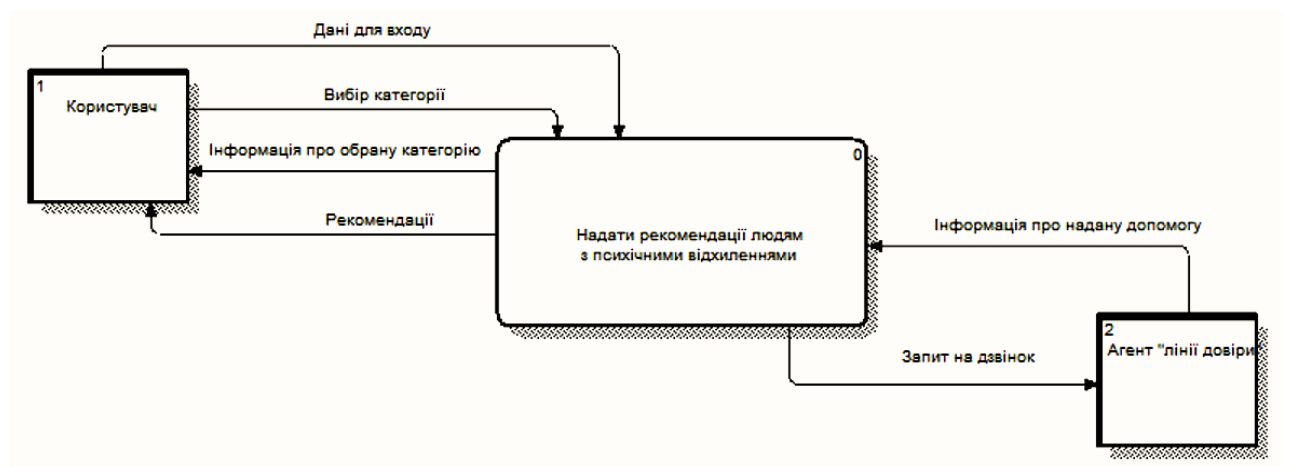 Дані для входу
1
Користувач
Вибір категорії
Інформація про обрану категорію
0
Рекомендації
Надати рекомендації людям
з психічними відхиленнями
Інформація про надану допомогу
2
Агент "лінії довіри"
Запит на дзвінок